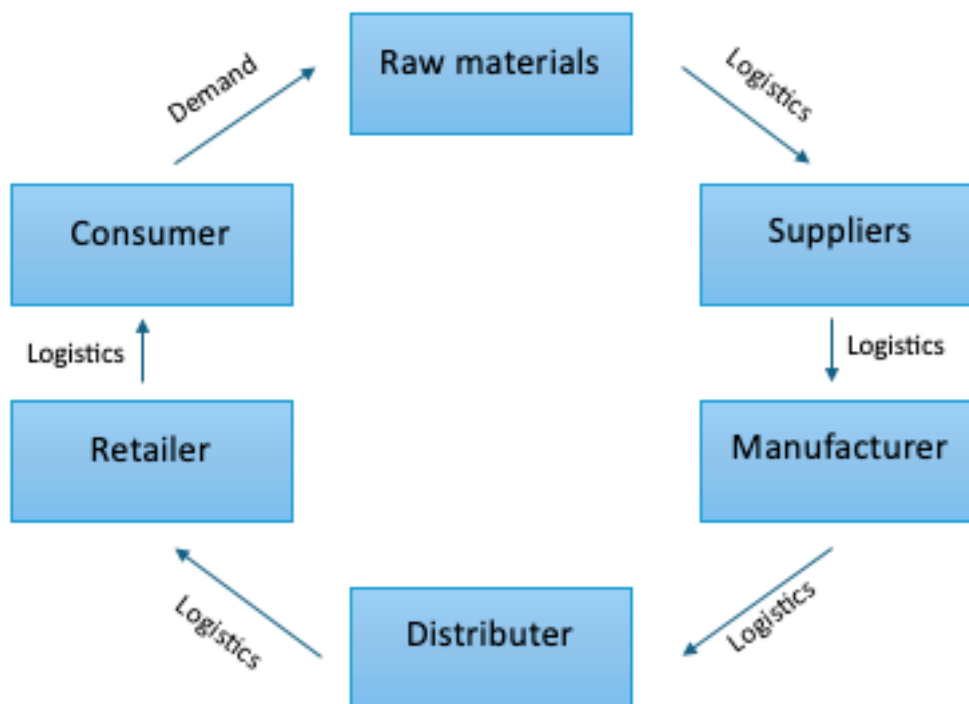 Raw materials
Demand
Logistics
Consumer
Suppliers
Logistics
Logistics
Retailer
Manufacturer
Logistics
Logistics
Distributer